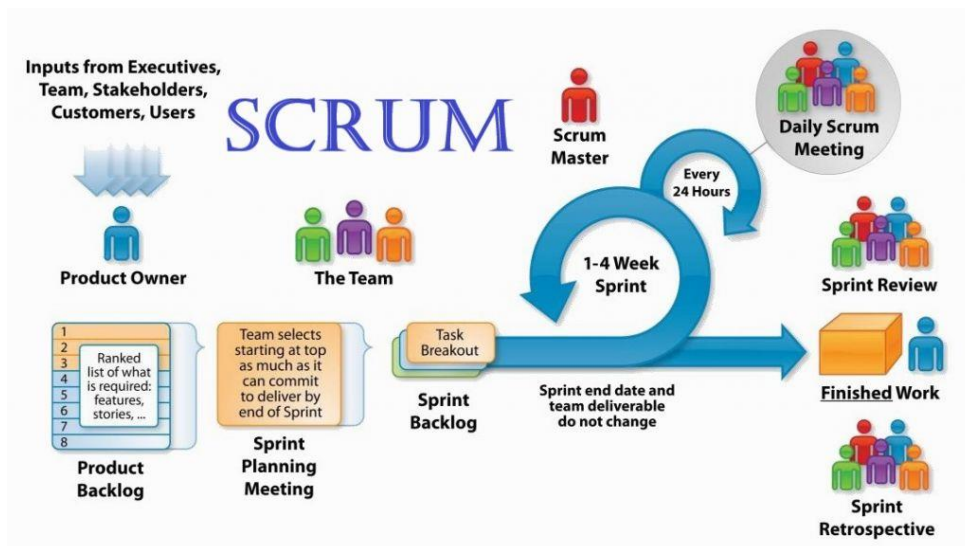 Inputs from Executives,
Team, Stakeholders,
Customers, Users
SCRUM
Scrum
Master
Daily Scrum
Meeting
Every
24 Hours
Product Owner
The Team
1-4 Week
Sprint
Sprint Review
1
2
3
4
5
6
7
8
Ranked
list of what
is required:
features,
stories, ...
Team selects
starting at top
as much as it
can commit
to deliver by
end of Sprint
Task
Breakout
Product
Backlog
Sprint
Planning
Meeting
Sprint
Backlog
Sprint end date and
team deliverable
do not change
Finished Work
Sprint
Retrospective